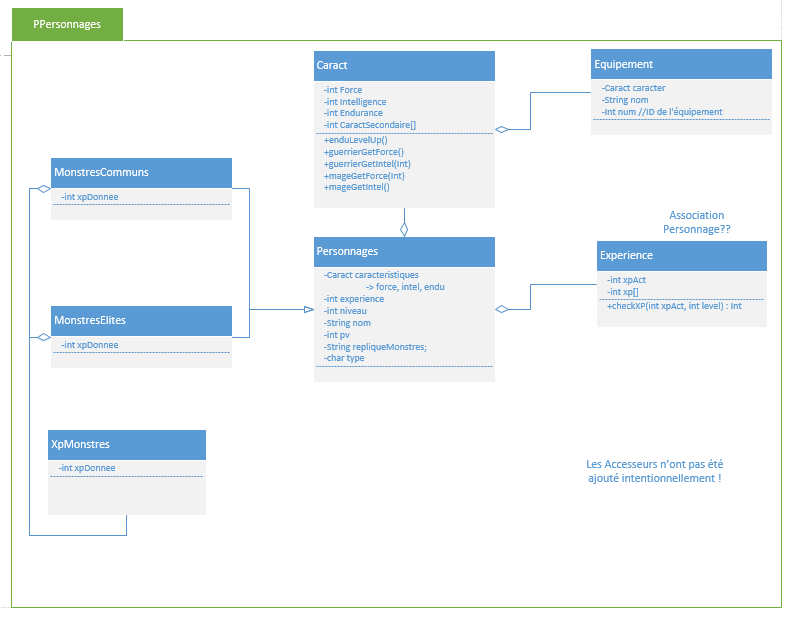 PPersonnages
Caract
-int Force
-int Intelligence
-int Endurance
-int CaractSecondaire[]
+enduLevelUp()
+guerrierGetForce()
+guerrierGetIntel(Int)
+mageGetForce(Int)
+mageGetIntel()
Equipement
-Caract caracter
-String nom
-Int num //ID de l'équipement
MonstresCommuns
-int xpDonnee
Personnages
-Caract caracteristiques
-> force, intel, endu
-int experience
-int niveau
-String nom
-int pv
-String repliqueMonstres;
-char type
Association
Personnage??
Experience
-int xpAct
-int xp[]
+checkXP(int xpAct, int level) : Int
MonstresElites
-int xpDonnee
XpMonstres
-int xpDonnee
Les Accesseurs n'ont pas été
ajouté intentionnellement !